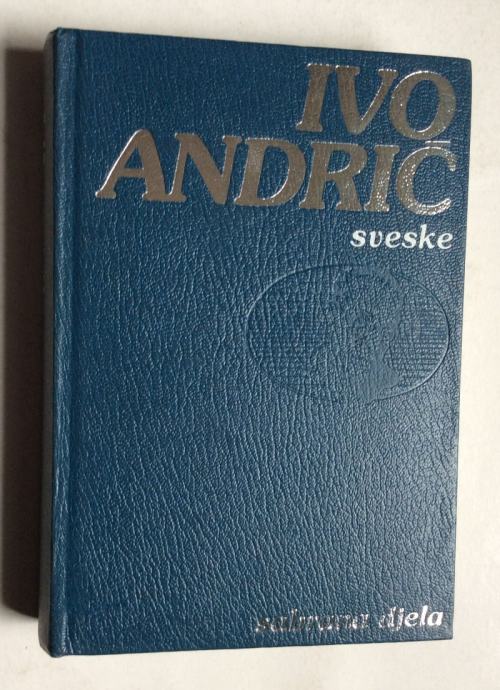 IVO
ANDRIĆ
sveske
sabrana djela